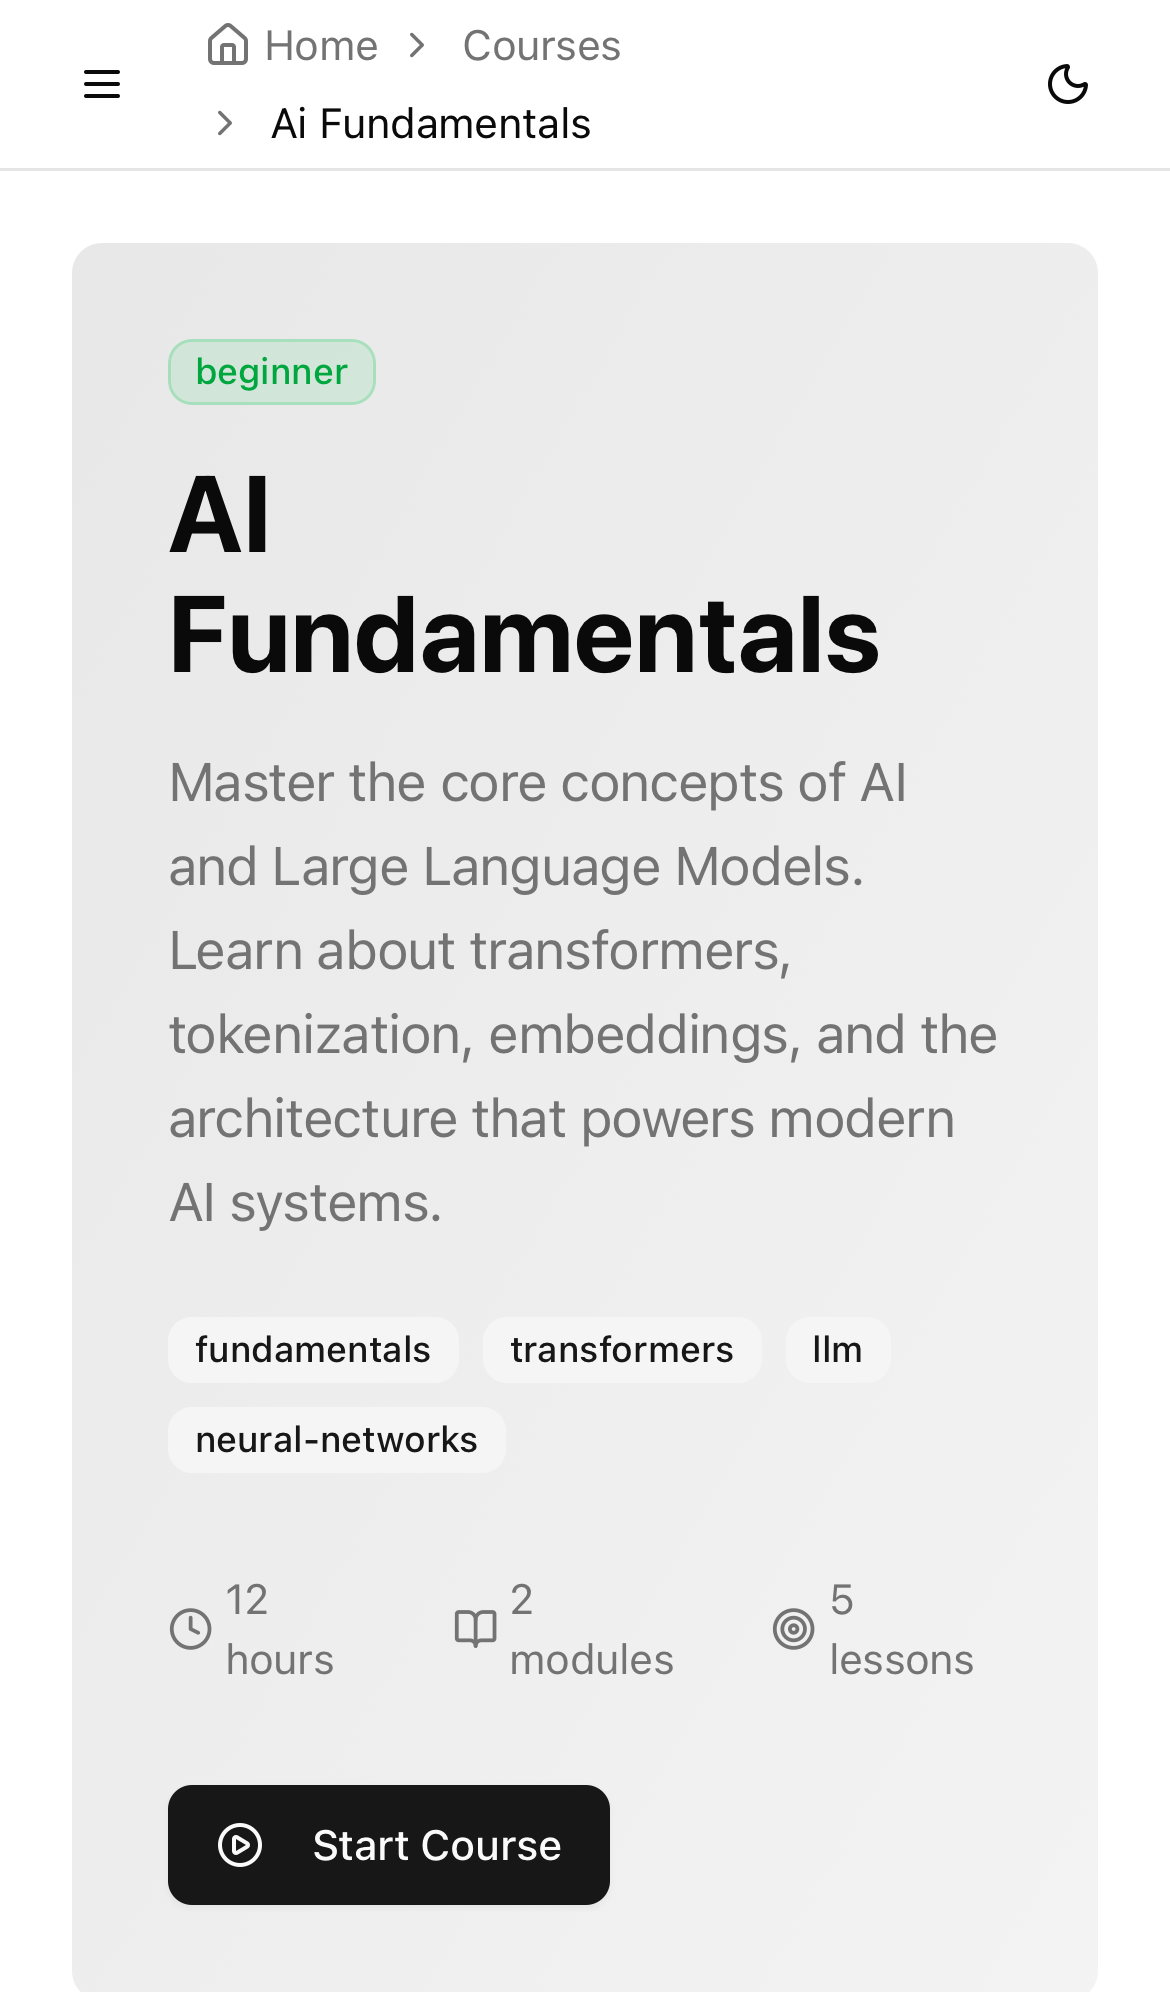 Home > Courses
> Ai Fundamentals
beginner
AI
Fundamentals
Master the core concepts of AI
and Large Language Models.
Learn about transformers,
tokenization, embeddings, and the
architecture that powers modern
AI systems.
fundamentals transformers llm
neural-networks
12 hours 2 modules 5 lessons
Start Course